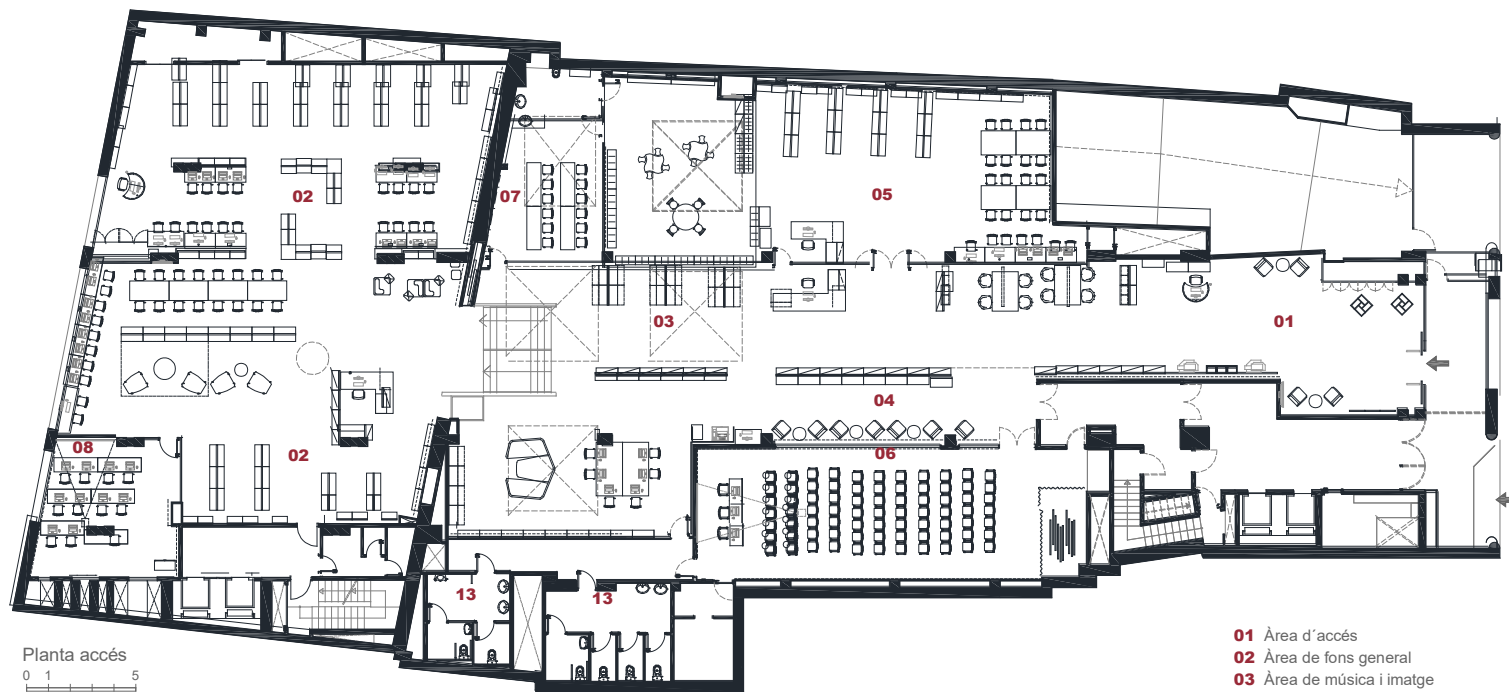 02
07
05
03
01
04
08
02
06
13
13
Planta accés
0 1 5
01 Àrea d´accés
02 Àrea de fons general
03 Àrea de música i imatge